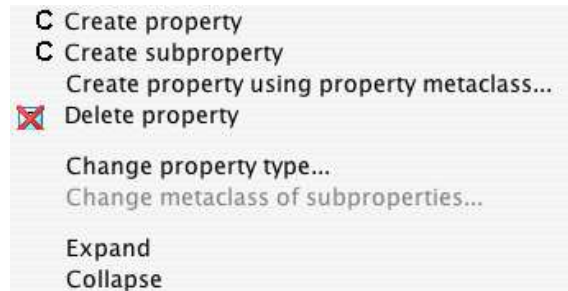 C Create property
C Create subproperty
Create property using property metaclass...
Delete property
Change property type...
Change metaclass of subproperties...
Expand
Collapse